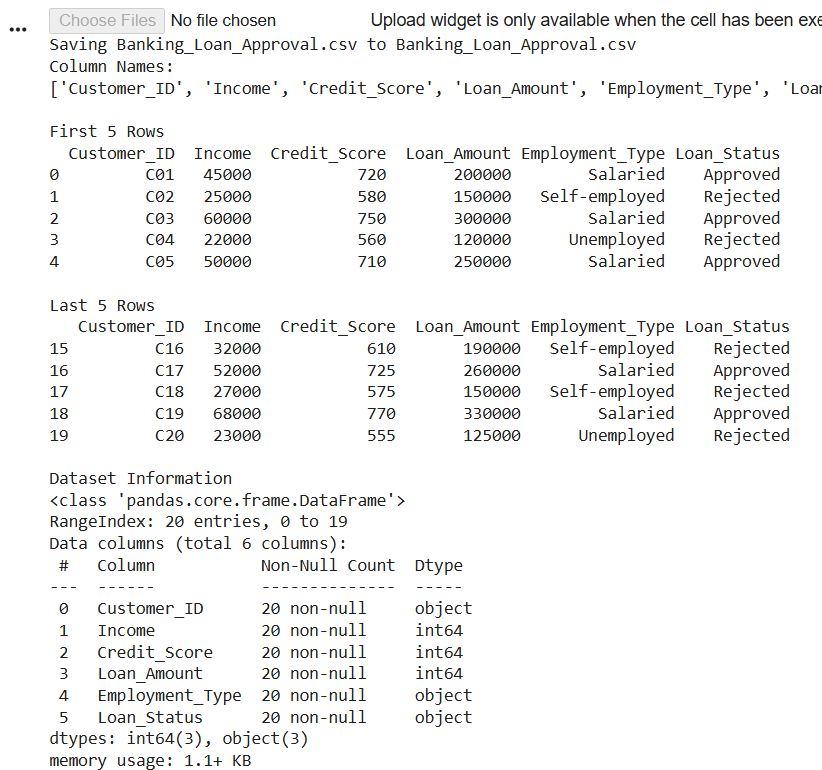 Choose Files No file chosen Upload widget is only available when the cell has been exe
Saving Banking_Loan_Approval.csv to Banking_Loan_Approval.csv
Column Names:
['Customer_ID', 'Income', 'Credit_Score', 'Loan_Amount', 'Employment_Type', 'Loan
First 5 Rows
Customer_ID Income Credit_Score Loan_Amount Employment_Type Loan_Status
0 C01 45000 720 200000 Salaried Approved
1 C02 25000 580 150000 Self-employed Rejected
2 C03 60000 750 300000 Salaried Approved
3 C04 22000 560 120000 Unemployed Rejected
4 C05 50000 710 250000 Salaried Approved
Last 5 Rows
Customer_ID Income Credit_Score Loan_Amount Employment_Type Loan_Status
15 C16 32000 610 190000 Self-employed Rejected
16 C17 52000 725 260000 Salaried Approved
17 C18 27000 575 150000 Self-employed Rejected
18 C19 68000 770 330000 Salaried Approved
19 C20 23000 555 125000 Unemployed Rejected
Dataset Information
<class 'pandas.core.frame.DataFrame'>
RangeIndex: 20 entries, 0 to 19
Data columns (total 6 columns):
# Column Non-Null Count Dtype
--- ------ -------------- -----
0 Customer_ID 20 non-null object
1 Income 20 non-null int64
2 Credit_Score 20 non-null int64
3 Loan_Amount 20 non-null int64
4 Employment_Type 20 non-null object
5 Loan_Status 20 non-null object
dtypes: int64(3), object(3)
memory usage: 1.1+ KB